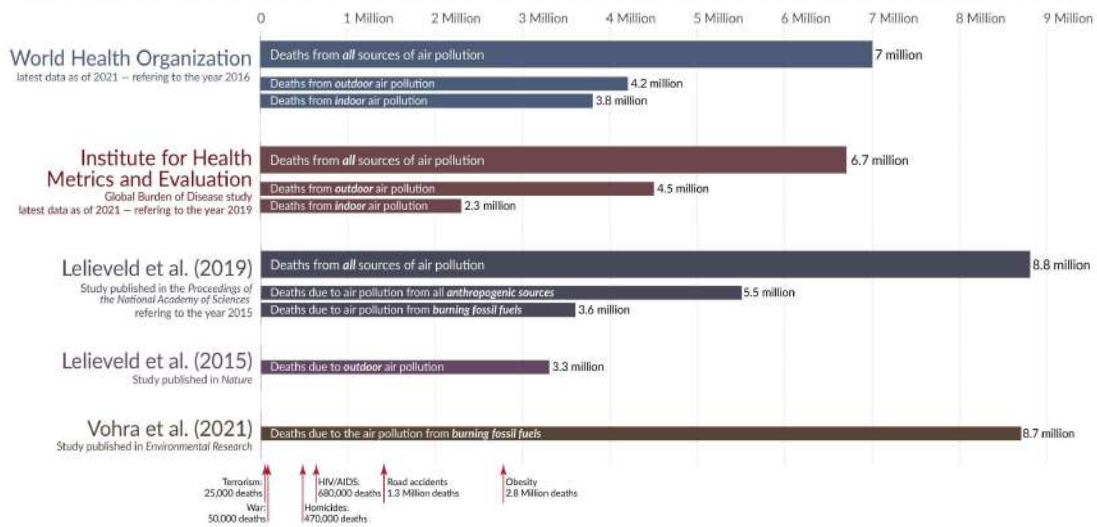 0 1 Million 2 Million 3 Million 4 Million 5 Million 6 Million 7 Million 8 Million 9 Million
World Health Organization
latest data as of 2021 — refering to the year 2016
Deaths from all sources of air pollution 7 million
Deaths from outdoor air pollution 4.2 million
Deaths from indoor air pollution 3.8 million
Institute for Health
Metrics and Evaluation
Global Burden of Disease study
latest data as of 2021 — refering to the year 2019
Deaths from all sources of air pollution 6.7 million
Deaths from outdoor air pollution 4.5 million
Deaths from indoor air pollution 2.3 million
Lelieveld et al. (2019)
Study published in the Proceedings of
the National Academy of Sciences
refering to the year 2015
Deaths from all sources of air pollution 8.8 million
Deaths due to air pollution from all anthropogenic sources 5.5 million
Deaths due to air pollution from burning fossil fuels 3.6 million
Lelieveld et al. (2015)
Study published in Nature
Deaths due to outdoor air pollution 3.3 million
Vohra et al. (2021)
Study published in Environmental Research
Deaths due to the air pollution from burning fossil fuels 8.7 million
Terrorism:
25,000 deaths
War:
50,000 deaths
HIV/AIDS:
680,000 deaths
Homicides:
470,000 deaths
Road accidents
1.3 Million deaths
Obesity
2.8 Million deaths